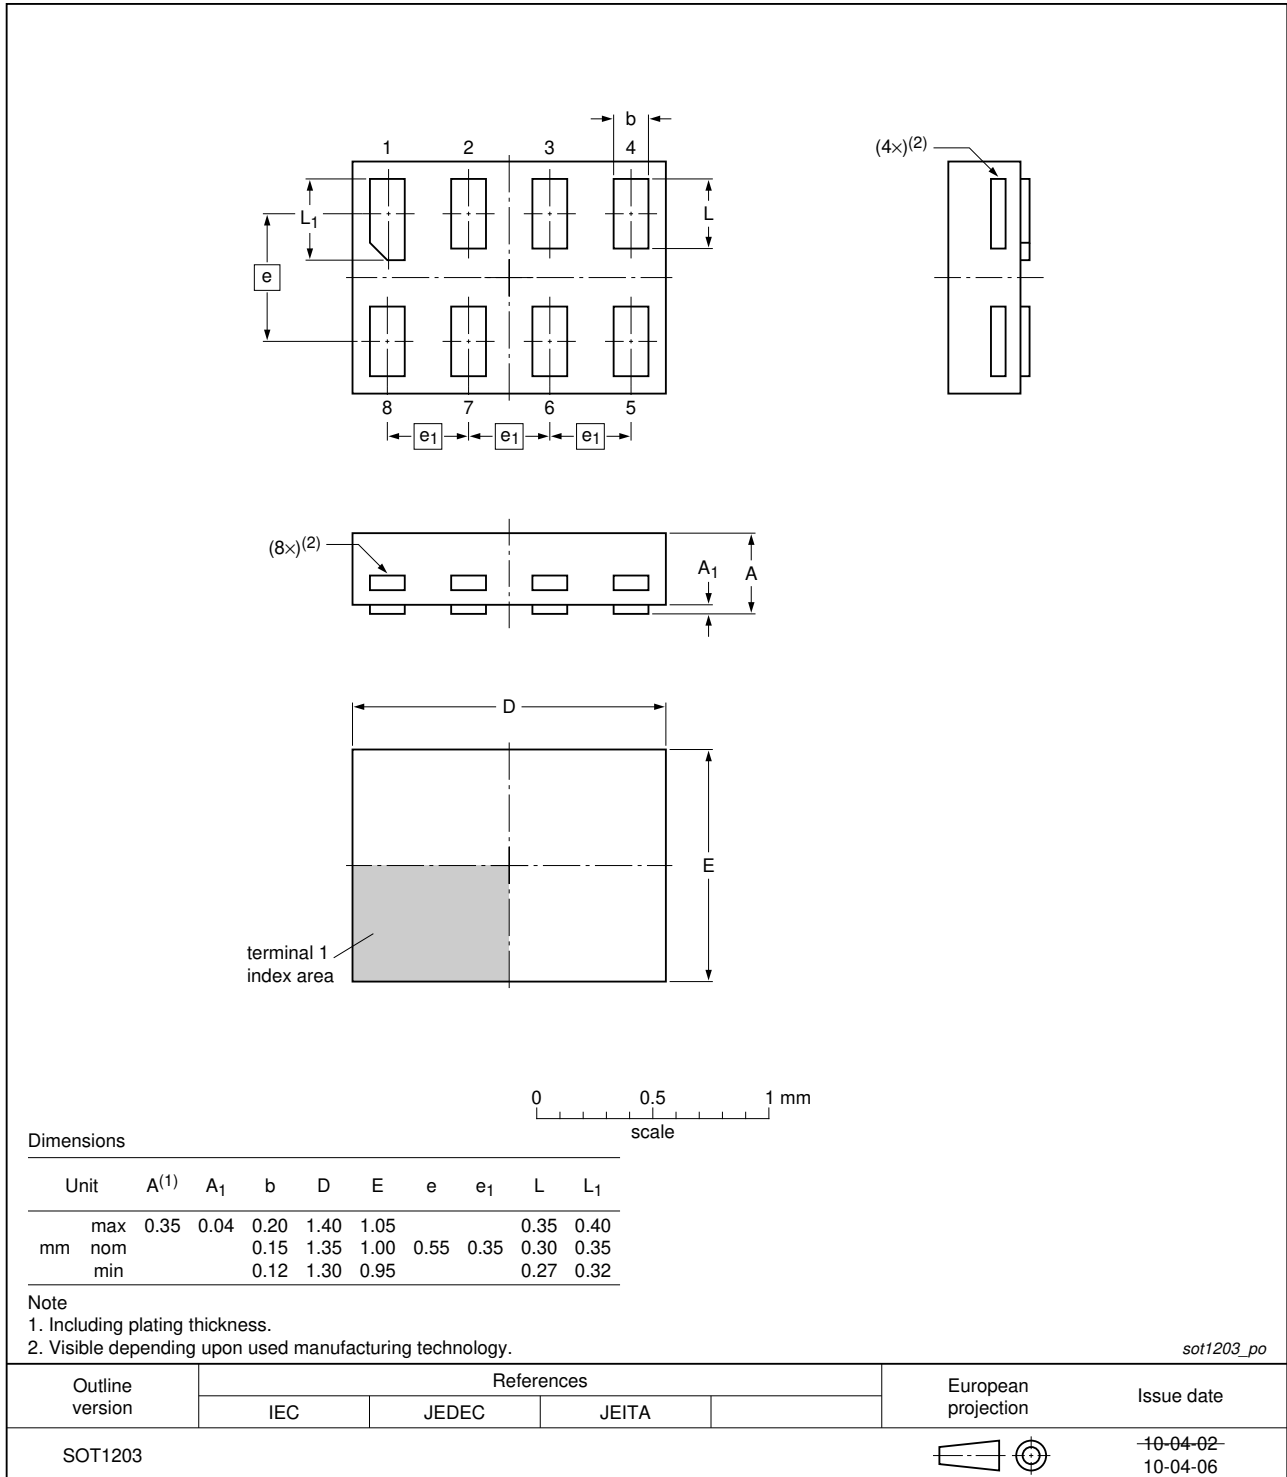 b
1 2 3 4
(4×)(2)
L1
L
e
8 7 6 5
e1 e1 e1
(8×)(2)
A1 A
D
E
terminal 1
index area
0 0.5 1 mm
scale
Dimensions
Unit A(1) A1 b D E e e1 L L1
max 0.35 0.04 0.20 1.40 1.05 0.35 0.40
mm nom 0.15 1.35 1.00 0.55 0.35 0.30 0.35
min 0.12 1.30 0.95 0.27 0.32
Note
1. Including plating thickness.
2. Visible depending upon used manufacturing technology.
sot1203_po
Outline
version
References
IEC JEDEC JEITA
European
projection
Issue date
SOT1203
10-04-02
10-04-06